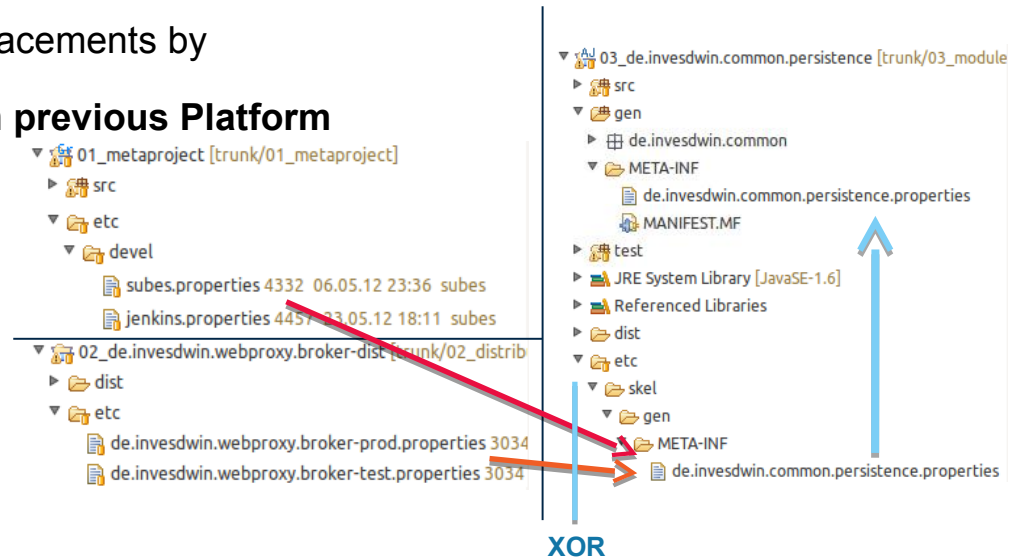 acements by
previous Platform
01_metaproject [trunk/01_metaproject]
src
etc
devel
subes.properties 4332 06.05.12 23:36 subes
jenkins.properties 4457 23.05.12 18:11 subes
02_de.invesdwin.webproxy.broker-dist [trunk/02_distrib
dist
etc
de.invesdwin.webproxy.broker-prod.properties 3034
de.invesdwin.webproxy.broker-test.properties 3034
03_de.invesdwin.common.persistence [trunk/03_module
src
gen
de.invesdwin.common
META-INF
de.invesdwin.common.persistence.properties
MANIFEST.MF
test
JRE System Library [JavaSE-1.6]
Referenced Libraries
dist
etc
skel
gen
META-INF
de.invesdwin.common.persistence.properties
XOR